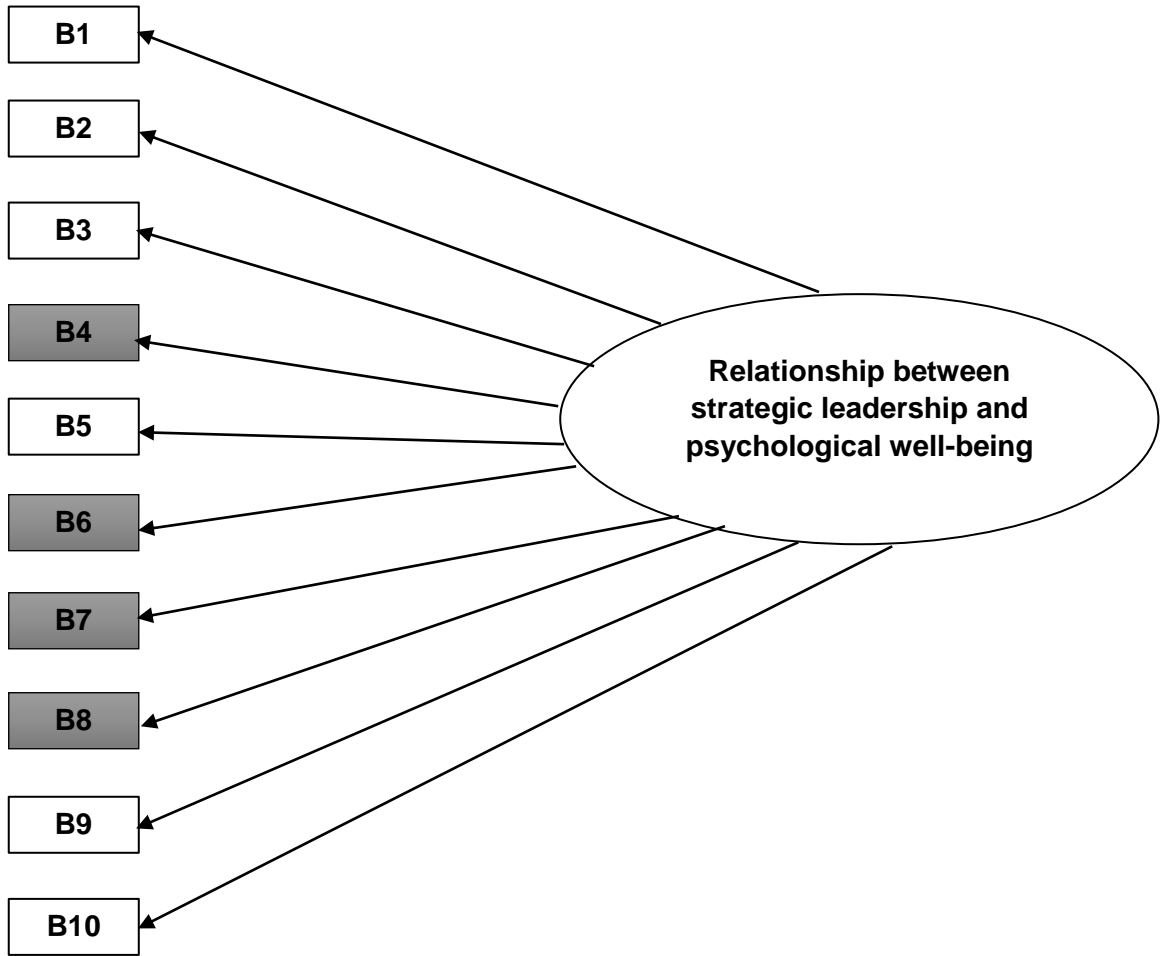 B1
B2
B3
B4
B5
B6
B7
B8
B9
B10
Relationship between
strategic leadership and
psychological well-being